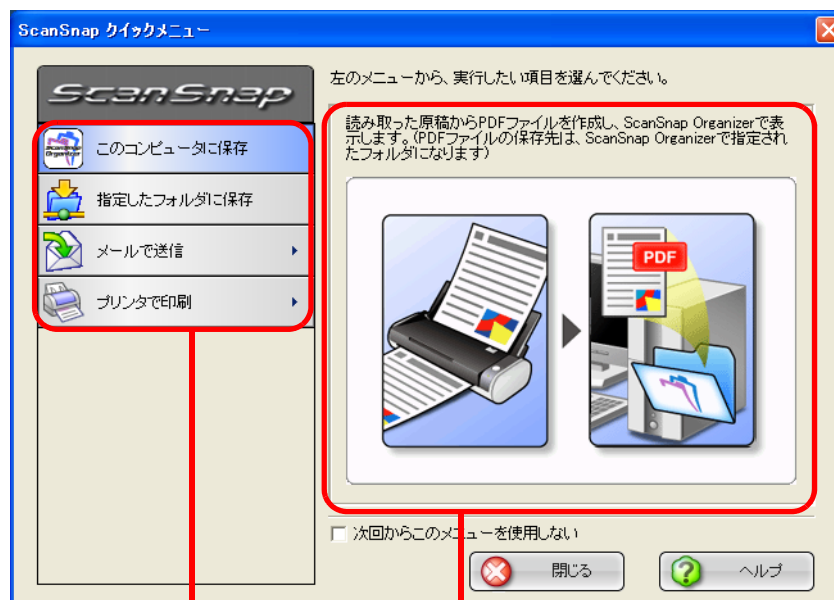 ScanSnap クイックメニュー
ScanSnap
左のメニューから、実行したい項目を選んでください。
このコンピュータに保存
指定したフォルダに保存
メールで送信
プリンタで印刷
読み取った原稿からPDFファイルを作成し、ScanSnap Organizerで表
示します。（PDFファイルの保存先は、ScanSnap Organizerで指定され
たフォルダになります）
PDF
次回からこのメニューを使用しない
閉じる
ヘルプ